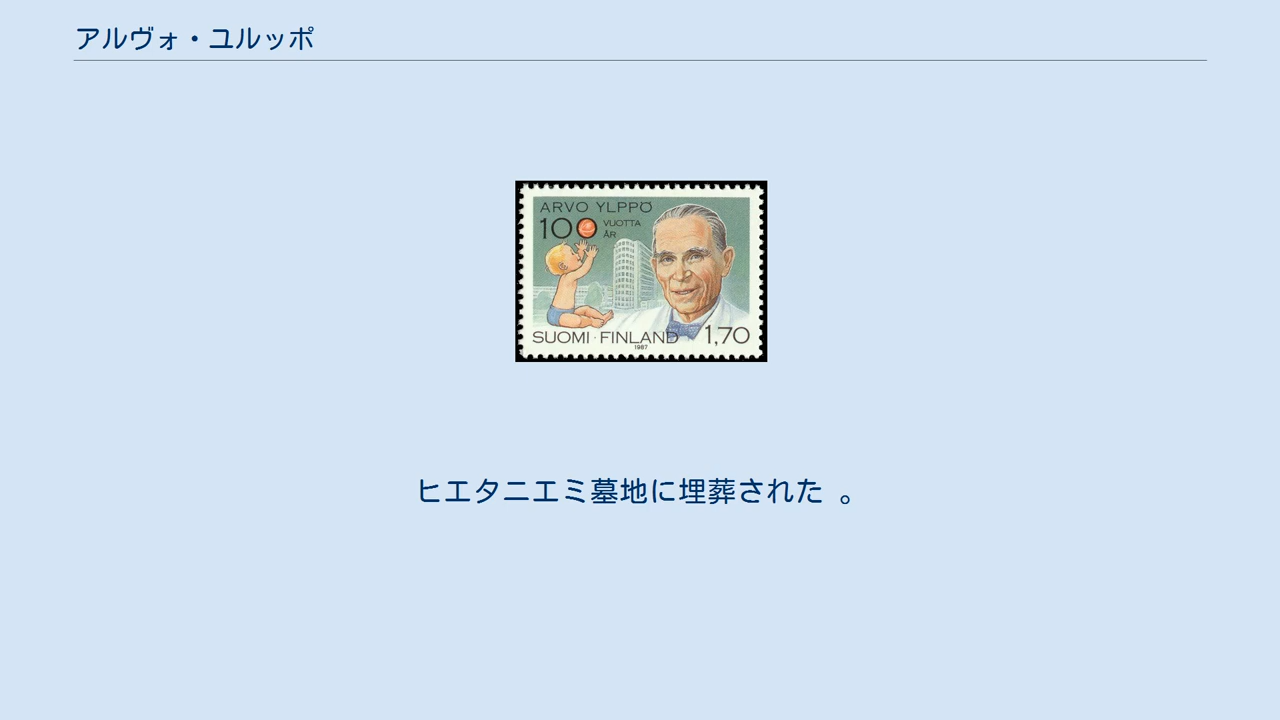 アルヴォ・ユルッポ
ARVO YLPPÖ
100 VUOTTA
ÅR
SUOMI · FINLAND 1,70
1987
ヒエタニエミ墓地に埋葬された 。